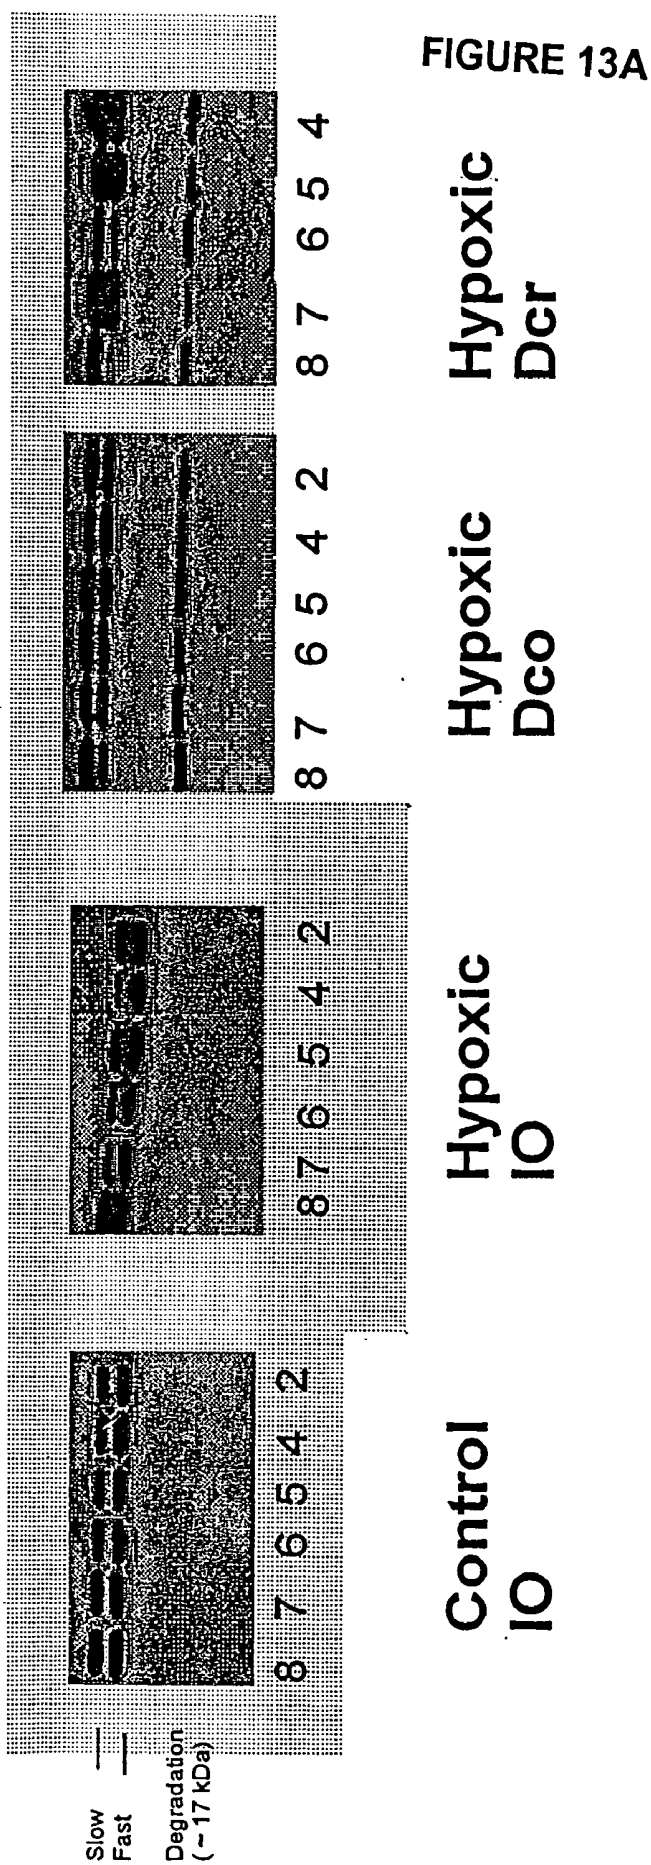 FIGURE 13A
Slow
Fast
Degradation
(~ 17 kDa)
8 7 6 5 4 2
Control
IO
8 7 6 5 4 2
Hypoxic
IO
8 7 6 5 4 2
Hypoxic
Dco
8 7 6 5 4
Hypoxic
Dcr